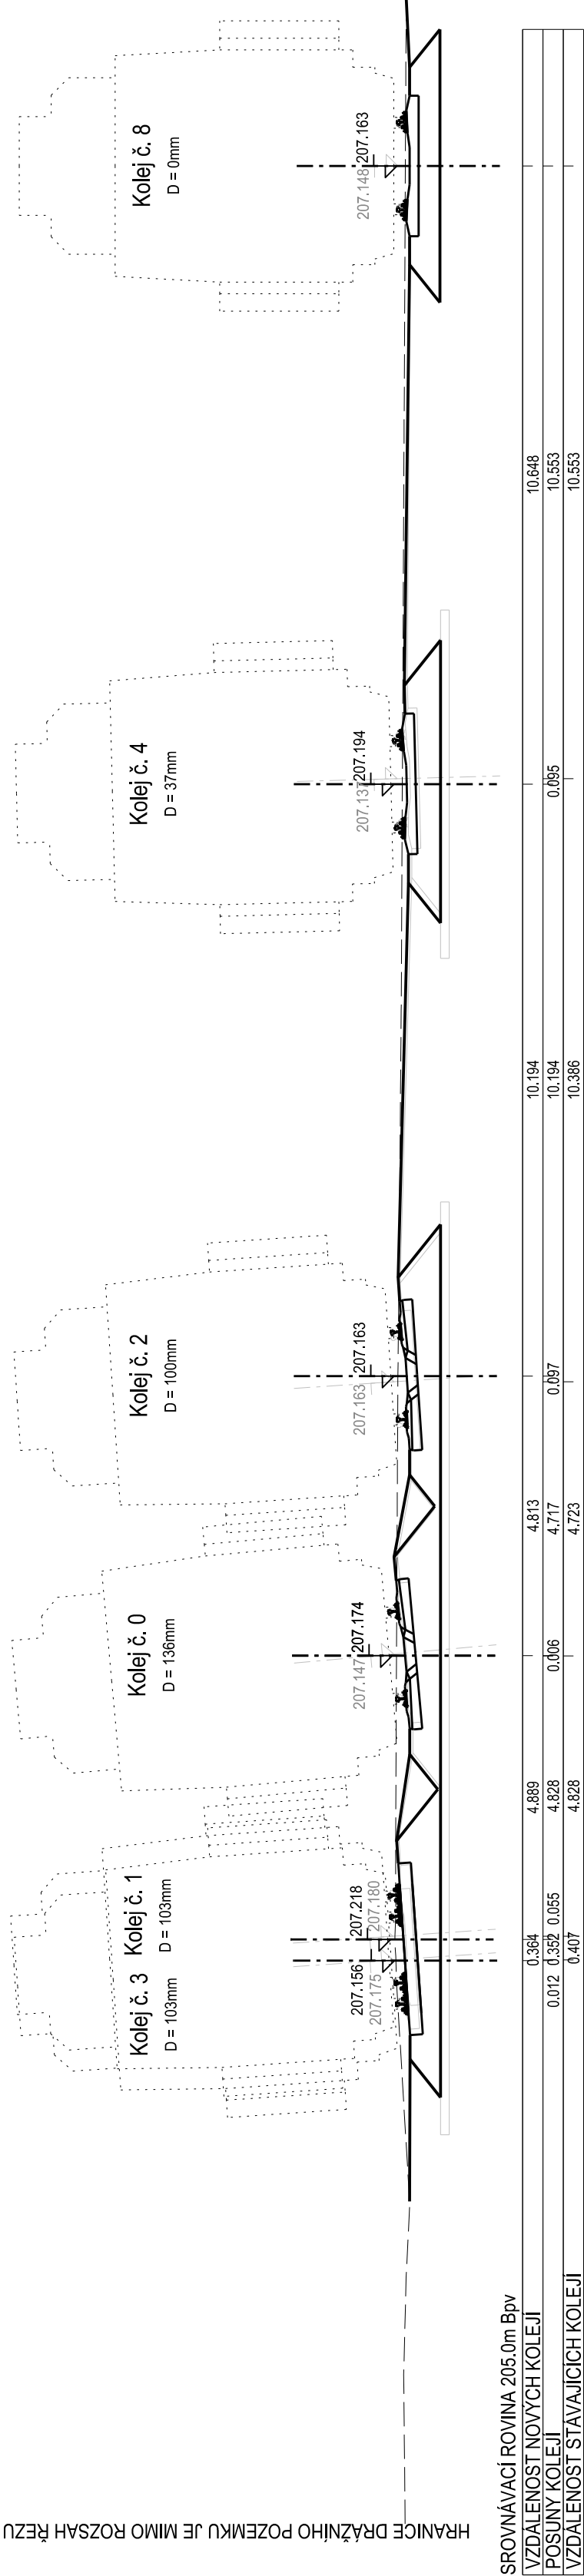 HRANICE DRÁŽNÍHO POZEMKU JE MIMO ROZSAH ŘEZU
Kolej č. 3
D = 103mm
Kolej č. 1
D = 103mm
Kolej č. 0
D = 136mm
Kolej č. 2
D = 100mm
Kolej č. 4
D = 37mm
Kolej č. 8
D = 0mm
207.156
207.175
207.218
207.180
207.147
207.174
207.163
207.163
207.137
207.194
207.148
207.163
SROVNÁVACÍ ROVINA 205.0m Bpv
VZDÁLENOST NOVÝCH KOLEJÍ 0.364 4.889 4.813 10.194 10.648
POSUNY KOLEJÍ 0.012 0.352 0.055 4.828 0.006 4.717 0.097 10.194 0.095 10.553
VZDÁLENOST STÁVAJÍCÍCH KOLEJÍ 0.407 4.828 4.723 10.386 10.553